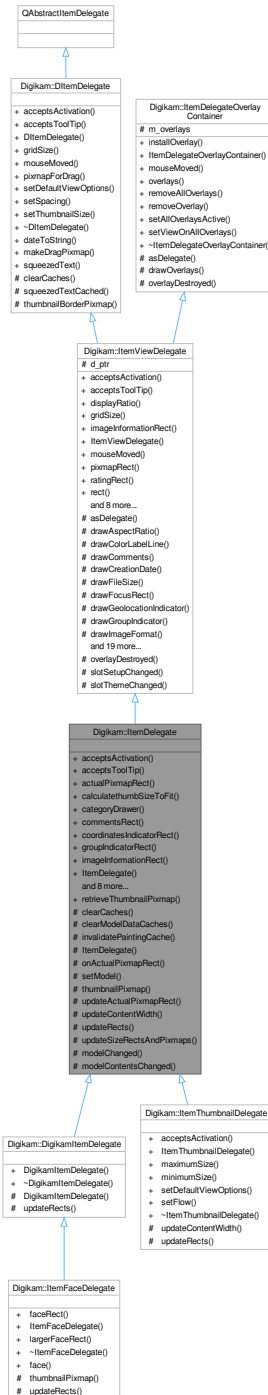 QAbstractItemDelegate
Digikam::DItemDelegate
+ acceptsActivation()
+ acceptsToolTip()
+ DItemDelegate()
+ gridSize()
+ mouseMoved()
+ pixmapForDrag()
+ setDefaultViewOptions()
+ setSpacing()
+ setThumbnailSize()
+ ~DItemDelegate()
+ dateToString()
+ makeDragPixmap()
+ squeezedText()
# clearCaches()
# squeezedTextCached()
# thumbnailBorderPixmap()
Digikam::ItemDelegateOverlay
Container
# m_overlays
+ installOverlay()
+ ItemDelegateOverlayContainer()
+ mouseMoved()
+ overlays()
+ removeAllOverlays()
+ removeOverlay()
+ setAllOverlaysActive()
+ setViewOnAllOverlays()
+ ~ItemDelegateOverlayContainer()
# asDelegate()
# drawOverlays()
# overlayDestroyed()
Digikam::ItemViewDelegate
# d_ptr
+ acceptsActivation()
+ acceptsToolTip()
+ displayRatio()
+ gridSize()
+ imageInformationRect()
+ ItemViewDelegate()
+ mouseMoved()
+ pixmapRect()
+ ratingRect()
+ rect()
and 8 more...
# asDelegate()
# drawAspectRatio()
# drawColorLabelLine()
# drawComments()
# drawCreationDate()
# drawFileSize()
# drawFocusRect()
# drawGeolocationIndicator()
# drawGroupIndicator()
# drawImageFormat()
and 19 more...
# overlayDestroyed()
# slotSetupChanged()
# slotThemeChanged()
Digikam::ItemDelegate
+ acceptsActivation()
+ acceptsToolTip()
+ actualPixmapRect()
+ calculatethumbSizeToFit()
+ categoryDrawer()
+ commentsRect()
+ coordinatesIndicatorRect()
+ groupIndicatorRect()
+ imageInformationRect()
+ ItemDelegate()
and 8 more...
+ retrieveThumbnailPixmap()
# clearCaches()
# clearModelDataCaches()
# invalidatePaintingCache()
# ItemDelegate()
# onActualPixmapRect()
# setModel()
# thumbnailPixmap()
# updateActualPixmapRect()
# updateContentWidth()
# updateRects()
# updateSizeRectsAndPixmaps()
# modelChanged()
# modelContentsChanged()
Digikam::DigikamItemDelegate
+ DigikamItemDelegate()
+ ~DigikamItemDelegate()
# DigikamItemDelegate()
# updateRects()
Digikam::ItemThumbnailDelegate
+ acceptsActivation()
+ ItemThumbnailDelegate()
+ maximumSize()
+ minimumSize()
+ setDefaultViewOptions()
+ setFlow()
+ ~ItemThumbnailDelegate()
# updateContentWidth()
# updateRects()
Digikam::ItemFaceDelegate
+ faceRect()
+ ItemFaceDelegate()
+ largerFaceRect()
+ ~ItemFaceDelegate()
+ face()
# thumbnailPixmap()
# updateRects()